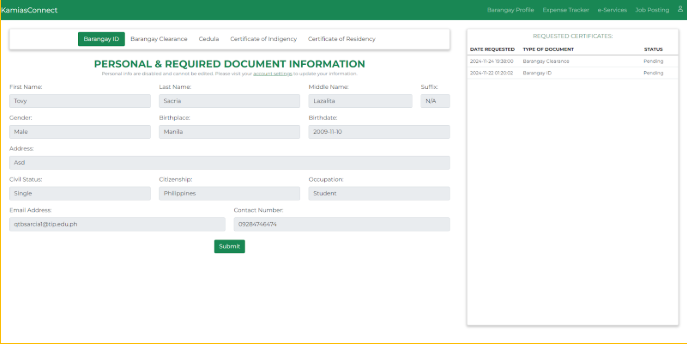 KamiasConnect
Barangay Profile Expense Tracker e-Services Job Posting
Barangay ID Barangay Clearance Cedula Certificate of Indigency Certificate of Residency
PERSONAL & REQUIRED DOCUMENT INFORMATION
Personal info are disabled and cannot be edited. Please visit your account settings to update your information.
First Name: Last Name: Middle Name: Suffix:
Tovy Sacria Lazalita N/A
Gender: Birthplace: Birthdate:
Male Manila 2009-11-10
Address:
Asd
Civil Status: Citizenship: Occupation:
Single Philippines Student
Email Address: Contact Number:
qtbsarcia1@tip.edu.ph 09284746474
Submit
REQUESTED CERTIFICATES:
DATE REQUESTED TYPE OF DOCUMENT STATUS
2024-11-24 Barangay Clearance Pending
2024-11-22 01:20:02 Barangay ID Pending